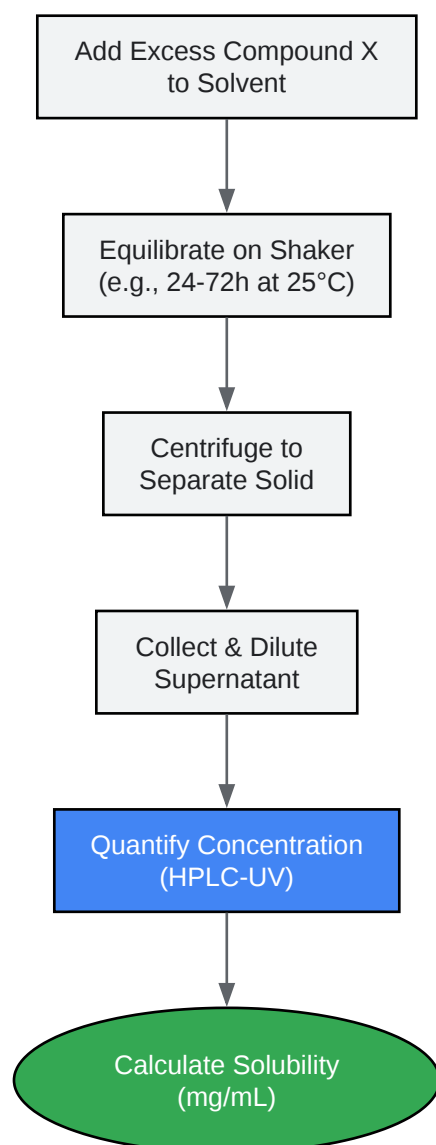 Add Excess Compound X
to Solvent
Equilibrate on Shaker
(e.g., 24-72h at 25°C)
Centrifuge to
Separate Solid
Collect & Dilute
Supernatant
Quantify Concentration
(HPLC-UV)
Calculate Solubility
(mg/mL)